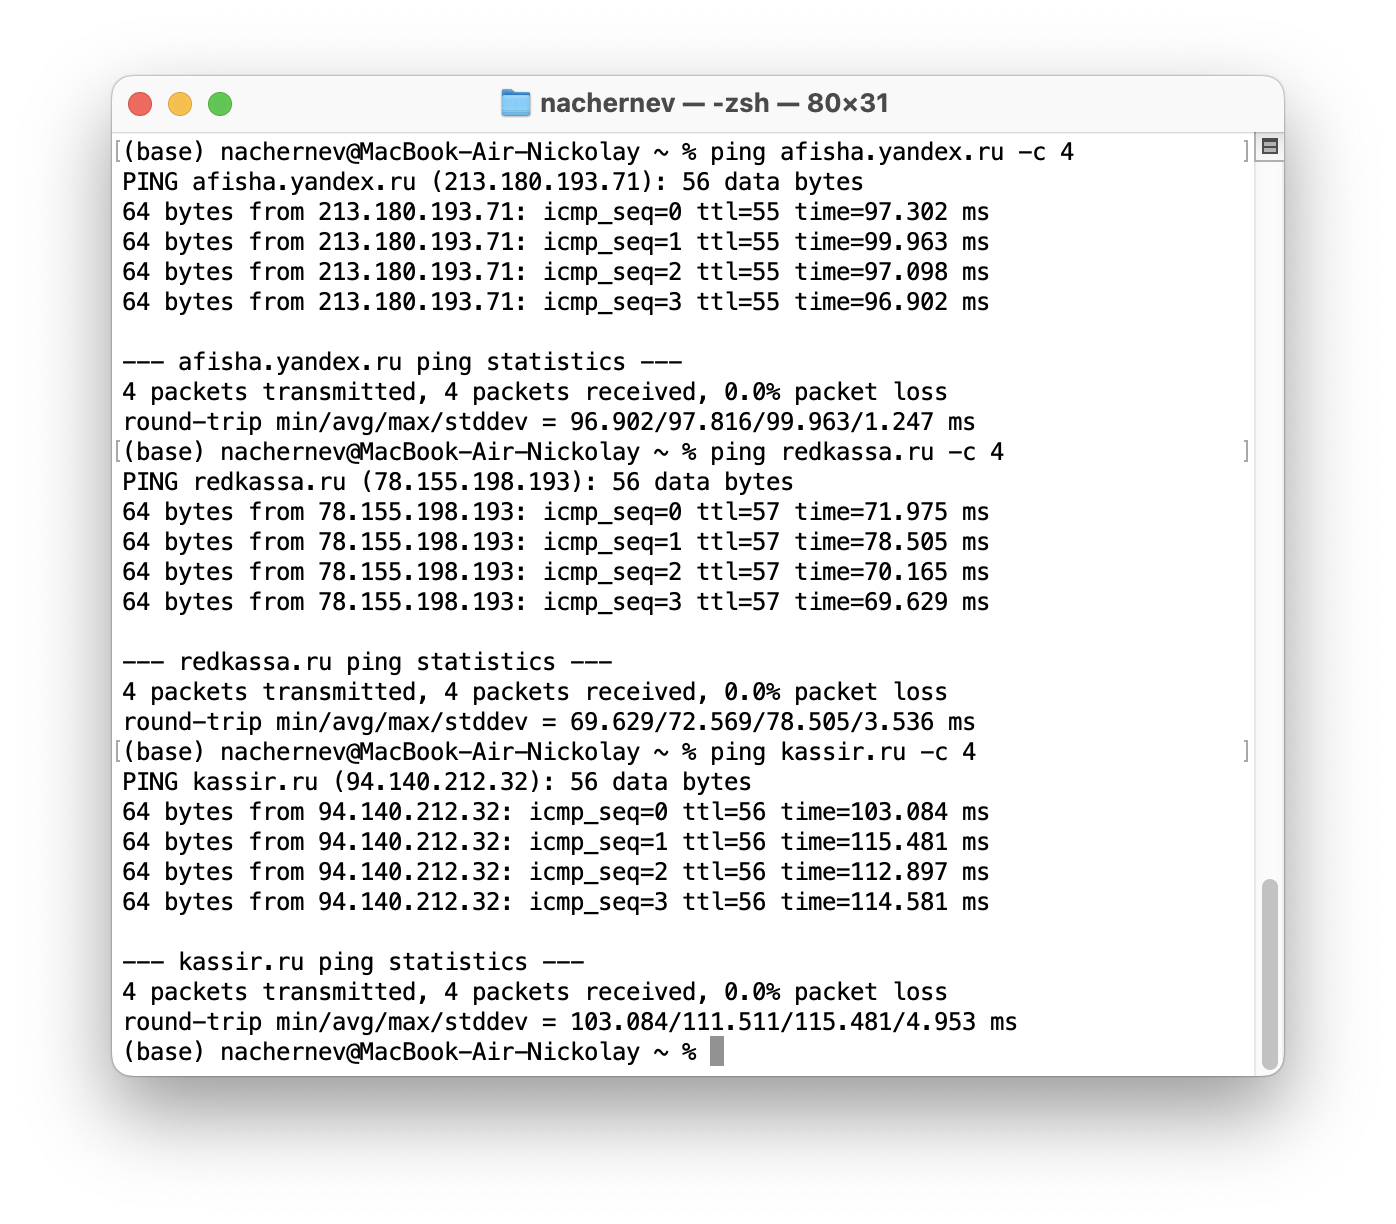 nachernev — -zsh — 80×31
(base) nachernev@MacBook-Air-Nickolay ~ % ping afisha.yandex.ru -c 4
PING afisha.yandex.ru (213.180.193.71): 56 data bytes
64 bytes from 213.180.193.71: icmp_seq=0 ttl=55 time=97.302 ms
64 bytes from 213.180.193.71: icmp_seq=1 ttl=55 time=99.963 ms
64 bytes from 213.180.193.71: icmp_seq=2 ttl=55 time=97.098 ms
64 bytes from 213.180.193.71: icmp_seq=3 ttl=55 time=96.902 ms

--- afisha.yandex.ru ping statistics ---
4 packets transmitted, 4 packets received, 0.0% packet loss
round-trip min/avg/max/stddev = 96.902/97.816/99.963/1.247 ms
(base) nachernev@MacBook-Air-Nickolay ~ % ping redkassa.ru -c 4
PING redkassa.ru (78.155.198.193): 56 data bytes
64 bytes from 78.155.198.193: icmp_seq=0 ttl=57 time=71.975 ms
64 bytes from 78.155.198.193: icmp_seq=1 ttl=57 time=78.505 ms
64 bytes from 78.155.198.193: icmp_seq=2 ttl=57 time=70.165 ms
64 bytes from 78.155.198.193: icmp_seq=3 ttl=57 time=69.629 ms

--- redkassa.ru ping statistics ---
4 packets transmitted, 4 packets received, 0.0% packet loss
round-trip min/avg/max/stddev = 69.629/72.569/78.505/3.536 ms
(base) nachernev@MacBook-Air-Nickolay ~ % ping kassir.ru -c 4
PING kassir.ru (94.140.212.32): 56 data bytes
64 bytes from 94.140.212.32: icmp_seq=0 ttl=56 time=103.084 ms
64 bytes from 94.140.212.32: icmp_seq=1 ttl=56 time=115.481 ms
64 bytes from 94.140.212.32: icmp_seq=2 ttl=56 time=112.897 ms
64 bytes from 94.140.212.32: icmp_seq=3 ttl=56 time=114.581 ms

--- kassir.ru ping statistics ---
4 packets transmitted, 4 packets received, 0.0% packet loss
round-trip min/avg/max/stddev = 103.084/111.511/115.481/4.953 ms
(base) nachernev@MacBook-Air-Nickolay ~ %